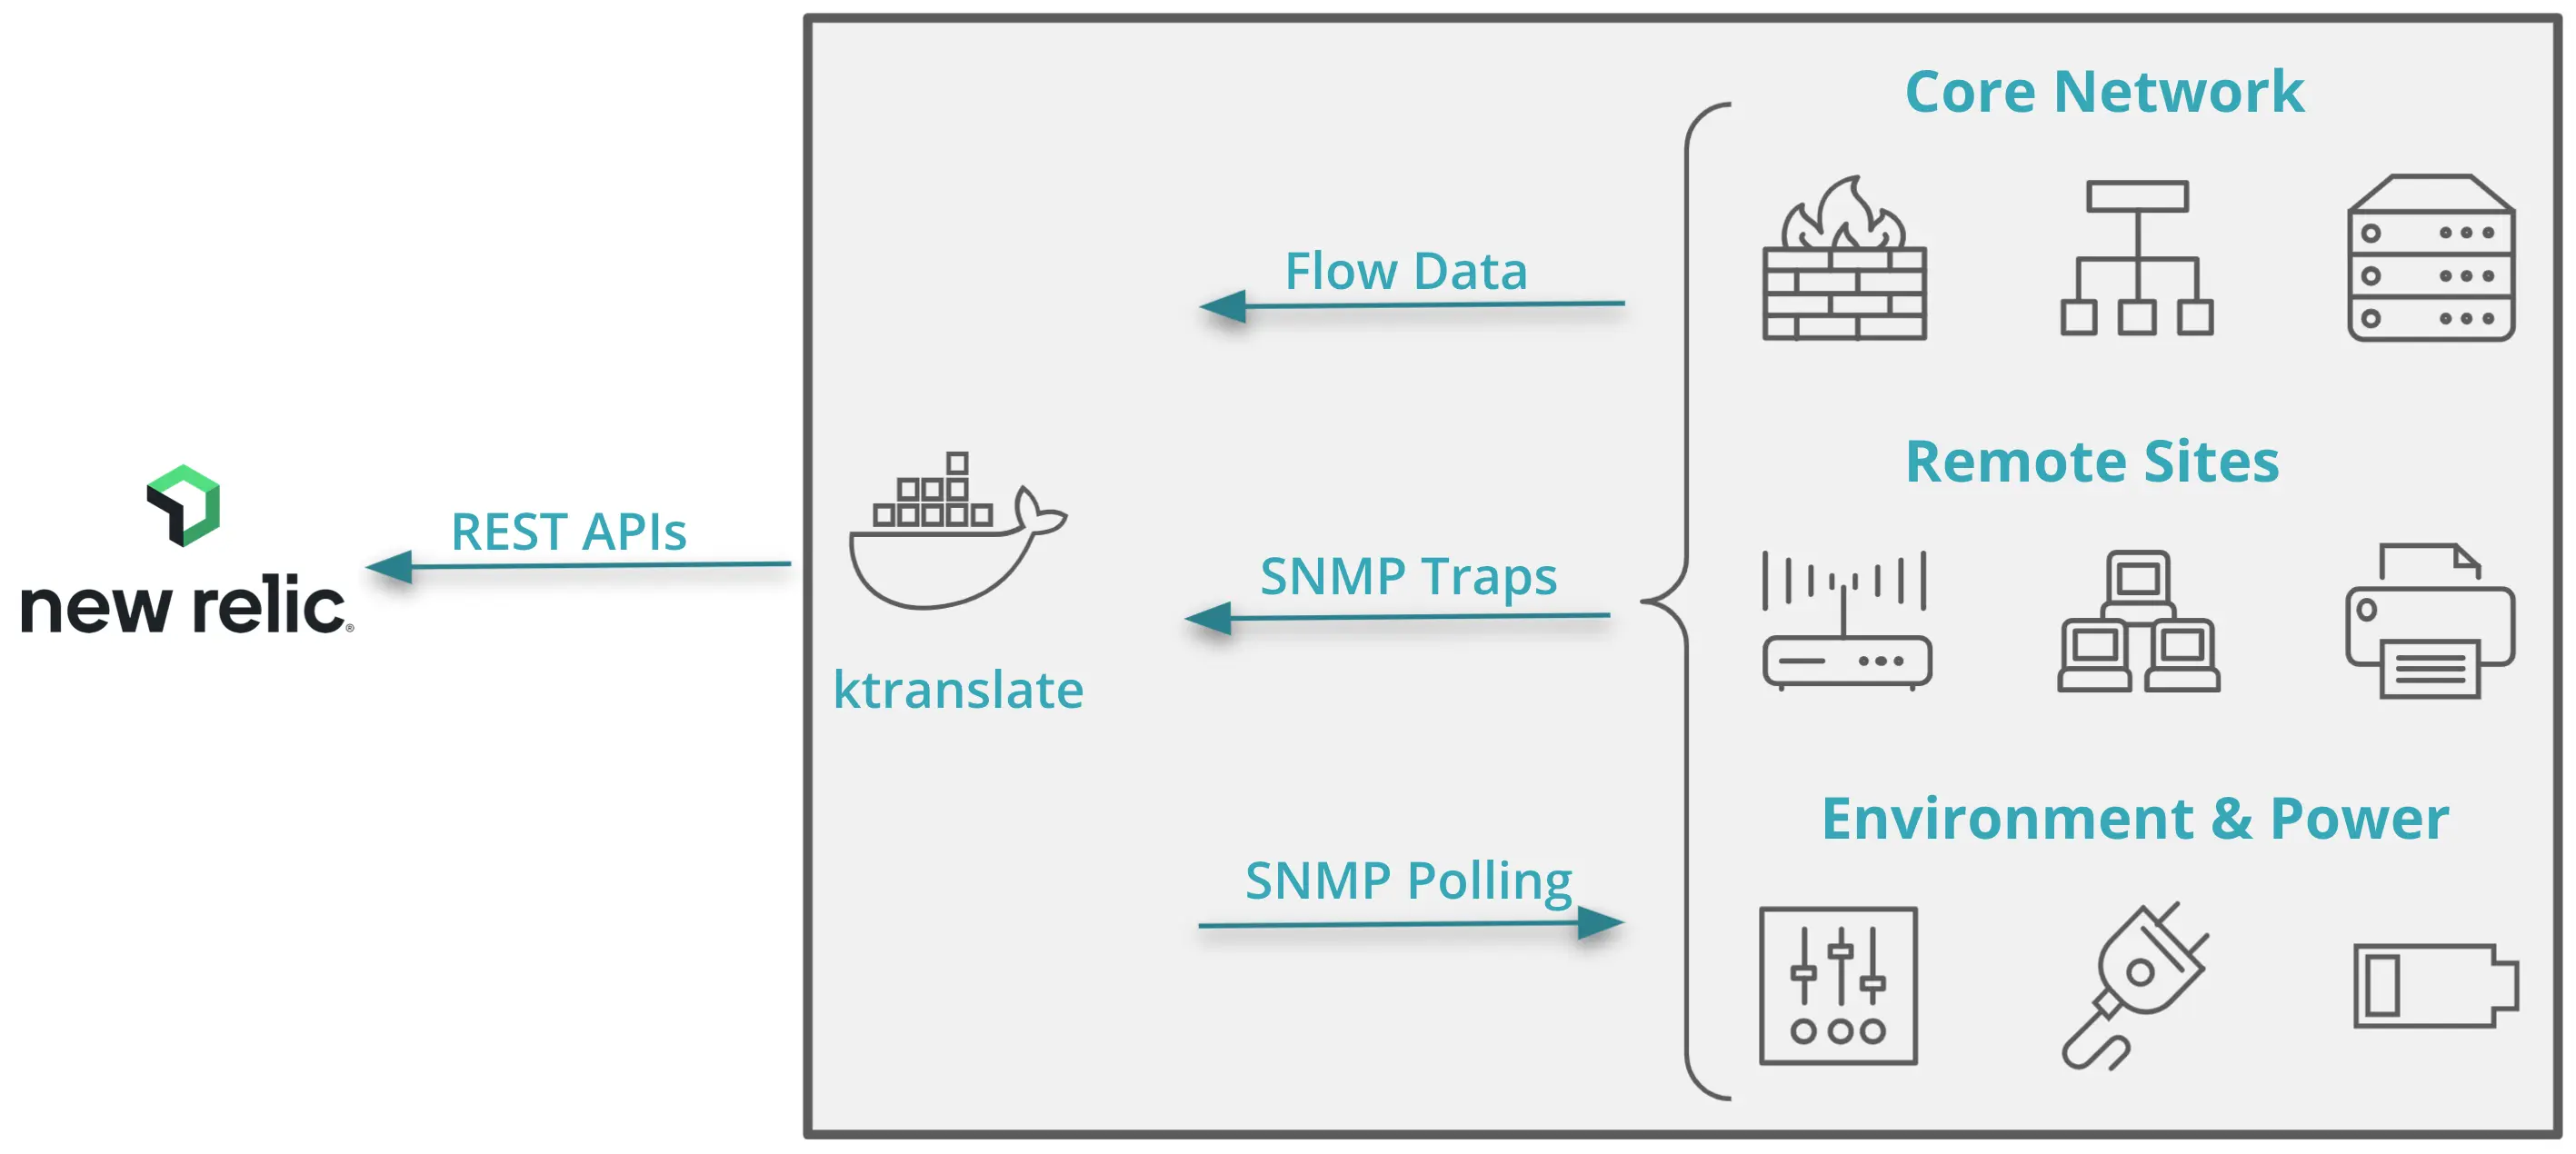 Core Network
Flow Data
Remote Sites
REST APIs
new relic®
SNMP Traps
ktranslate
Environment & Power
SNMP Polling